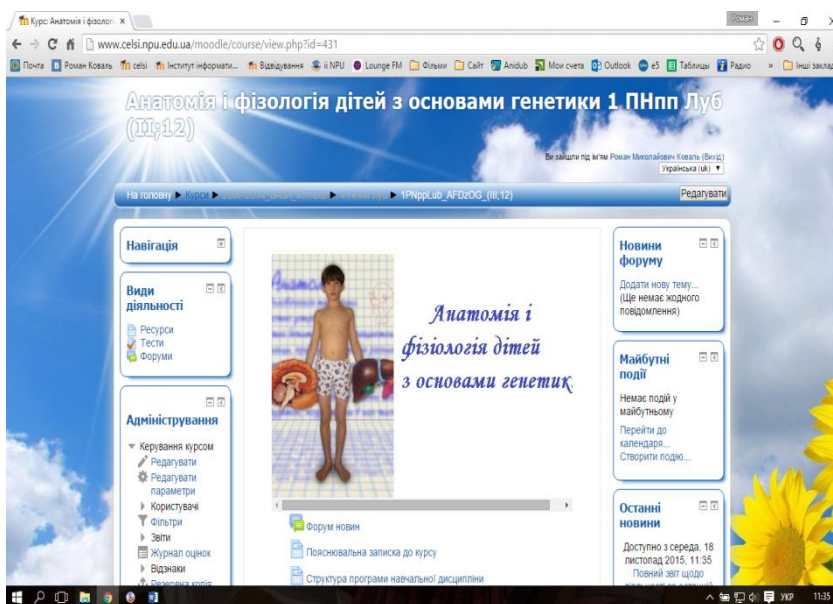 Курс: Анатомія і фізолог
Роман
www.celsi.npu.edu.ua/moodle/course/view.php?id=431
Почта
Роман Коваль
celsi
Інститут інформати...
Відвідування
ii NPU
Lounge FM
Фільми
Сайт
Anidub
Мои счета
Outlook
e5
Таблицы
Радио
»
Інші заклад
Анатомія і фізологія дітей з основами генетики 1 ПНпп Луб
(III;12)
Ви зайшли під ім'ям Роман Миколайович Коваль (Вихід)
Українська (uk)
На головну ► Курси ►
► 1PNppLub_AFDzOG_(III,12)
Редагувати
Навігація
Види
діяльності
Ресурси
Тести
Форуми
Адміністрування
Керування курсом
Редагувати
Редагувати
параметри
Користувачі
Фільтри
Звіти
Журнал оцінок
Відзнаки
Резервна копія
Анатомія і
фізіологія дітей
з основами генетик
Форум новин
Пояснювальна записка до курсу
Структура програми навчальної дисципліни
Новини
форуму
Додати нову тему...
(Ще немає жодного
повідомлення)
Майбутні
події
Немає подій у
майбутньому
Перейти до
календаря...
Створити подію...
Останні
новини
Доступно з середа, 18
листопад 2015, 11:35
Повний звіт щодо
УКР
11:35